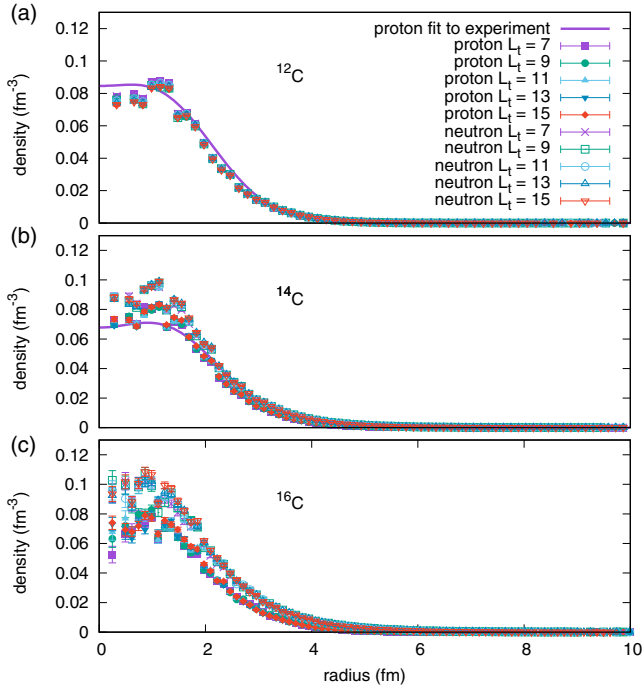 (a)
density (fm⁻³)
0.12
0.1
0.08
0.06
0.04
0.02
0
¹²C
proton fit to experiment
proton Lₜ = 7
proton Lₜ = 9
proton Lₜ = 11
proton Lₜ = 13
proton Lₜ = 15
neutron Lₜ = 7
neutron Lₜ = 9
neutron Lₜ = 11
neutron Lₜ = 13
neutron Lₜ = 15
(b)
density (fm⁻³)
0.12
0.1
0.08
0.06
0.04
0.02
0
¹⁴C
(c)
density (fm⁻³)
0.12
0.1
0.08
0.06
0.04
0.02
0
¹⁶C
0 2 4 6 8 10
radius (fm)